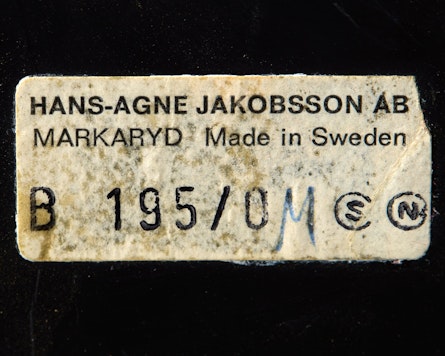 HANS-AGNE JAKOBSSON AB
MARKARYD Made in Sweden
B 195/0M Ⓢ Ⓝ